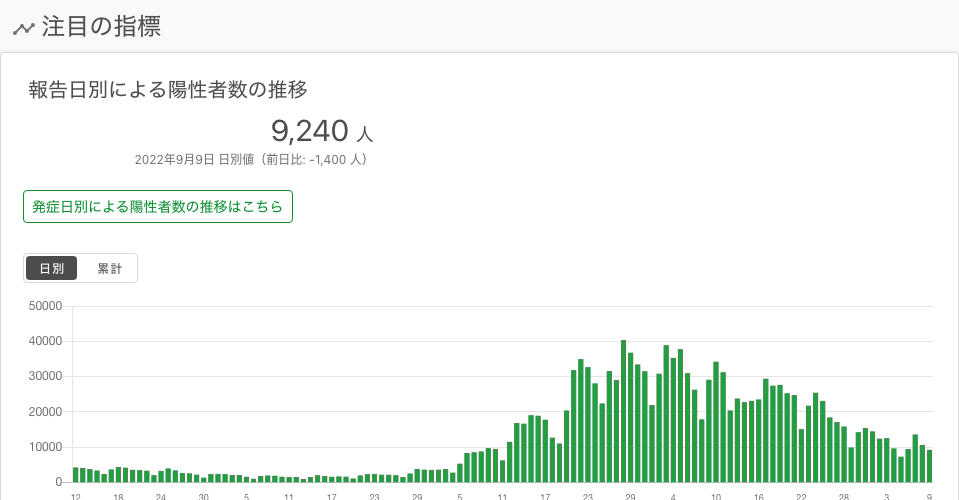 注目の指標
報告日別による陽性者数の推移
9,240 人
2022年9月9日 日別値（前日比: -1,400 人）
発症日別による陽性者数の推移はこちら
日別 累計
50000
40000
30000
20000
10000
0
12 18 24 30 5 11 17 23 29 5 11 17 23 29 4 10 16 22 28 3 9